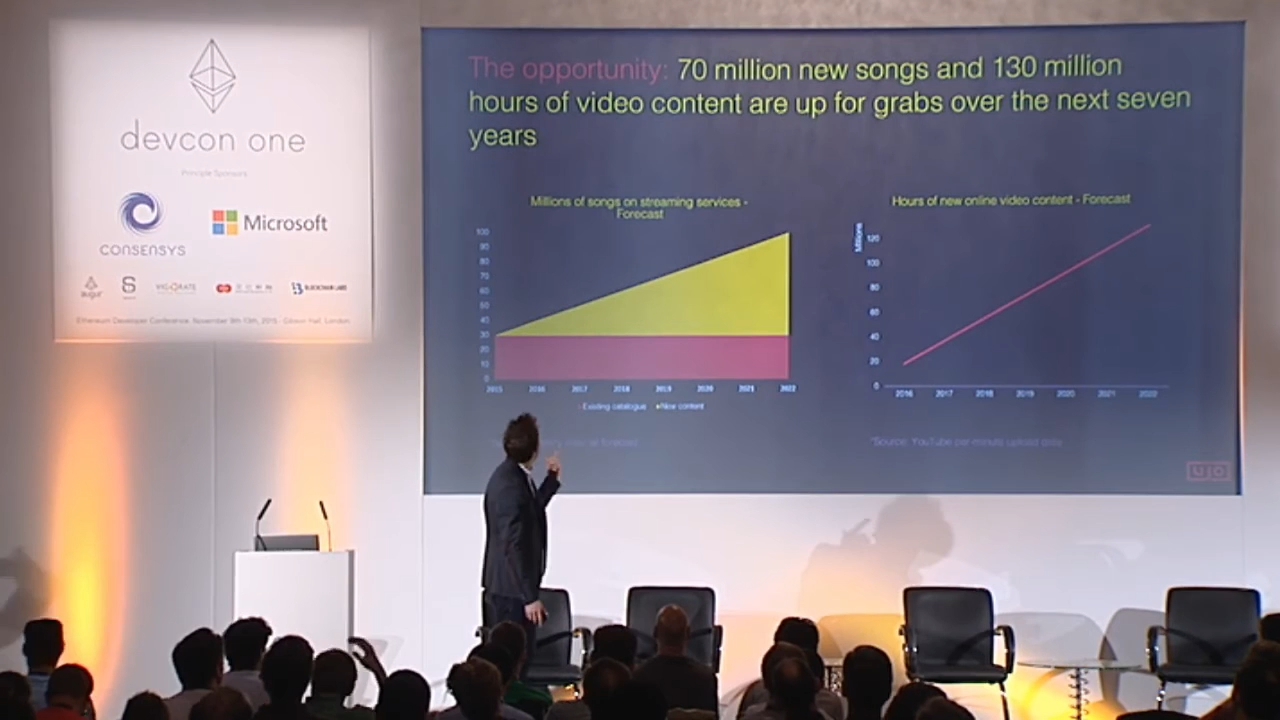 devcon one
Principle Sponsors
CONSENSYS
Microsoft
augur
VIGORATE
BLOCKCHAIN LABS
Ethereum Developer Conference November 9th-13th, 2015 - Gibson Hall, London
The opportunity: 70 million new songs and 130 million
hours of video content are up for grabs over the next seven
years
Millions of songs on streaming services -
Forecast
100
90
80
70
60
50
40
30
20
10
0
2015 2016 2017 2018 2019 2020 2021 2022
Existing catalogue New content
Hours of new online video content - Forecast
Millions
120
100
80
60
40
20
0
2016 2017 2018 2019 2020 2021 2022
*Source: YouTube per-minute upload data
UJO